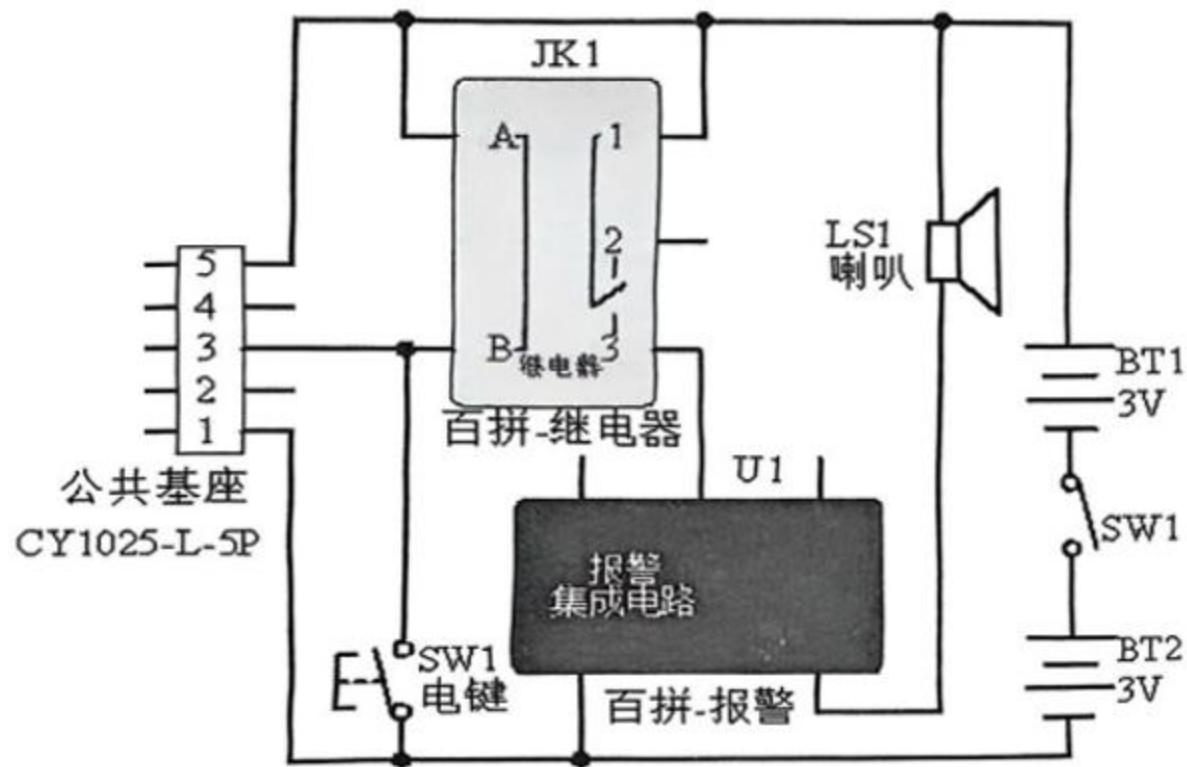 JK1
A
1
2
B
3
继电器
百拼-继电器
5
4
3
2
1
公共基座
CY1025-L-5P
LS1
喇叭
BT1
3V
SW1
BT2
3V
U1
报警
集成电路
百拼-报警
SW1
电键